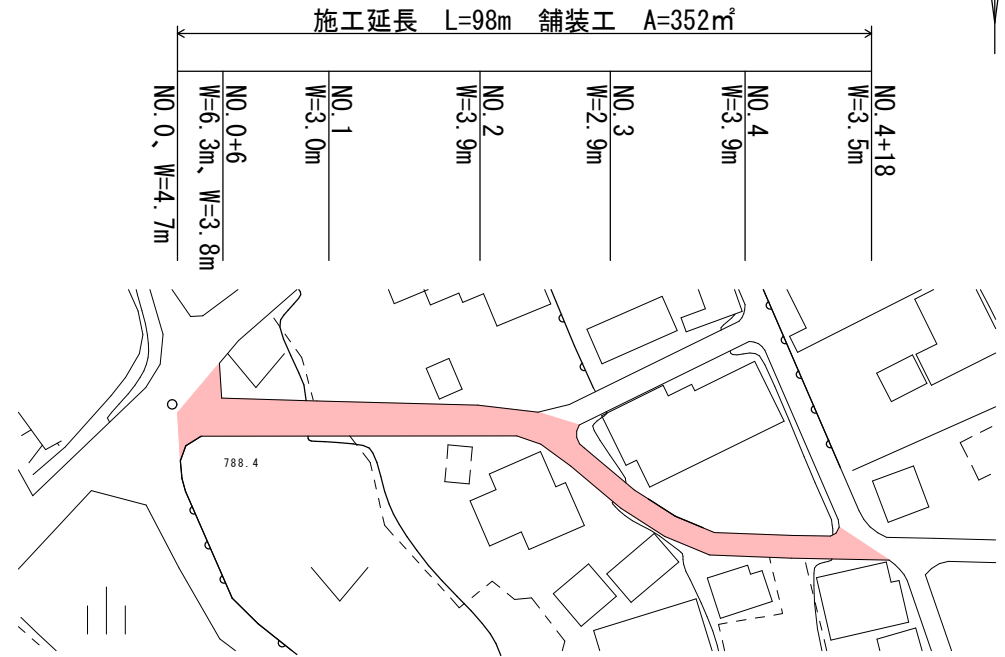 施工延長　L=98m　舗装工　A=352㎡
NO.0、W=4.7m
NO.0+6
W=6.3m、W=3.8m
NO.1
W=3.0m
NO.2
W=3.9m
NO.3
W=2.9m
NO.4
W=3.9m
NO.4+18
W=3.5m
788.4